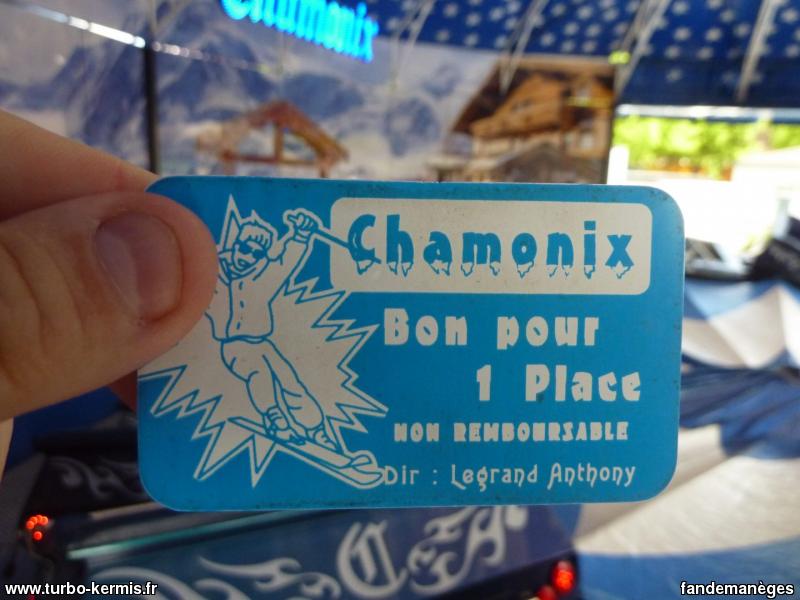 Chamonix
Chamonix
Bon pour
1 Place
NON REMBOURSABLE
Dir : Legrand Anthony
www.turbo-kermis.fr
fandemanèges